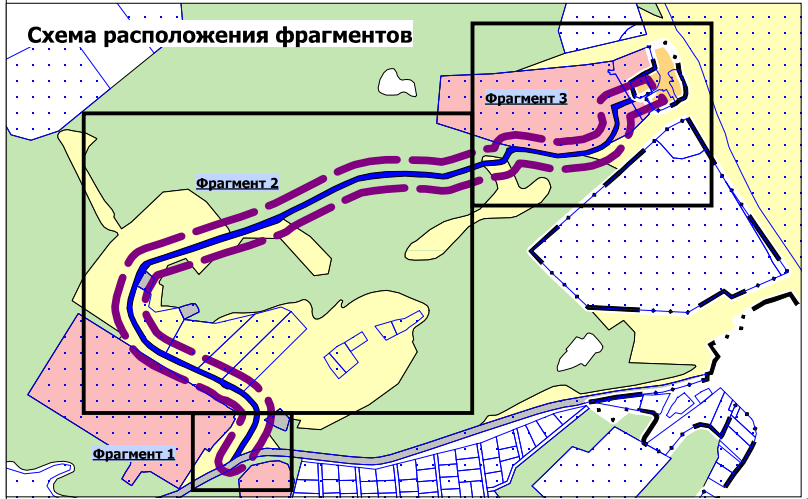 Схема расположения фрагментов
Фрагмент 3
Фрагмент 2
Фрагмент 1